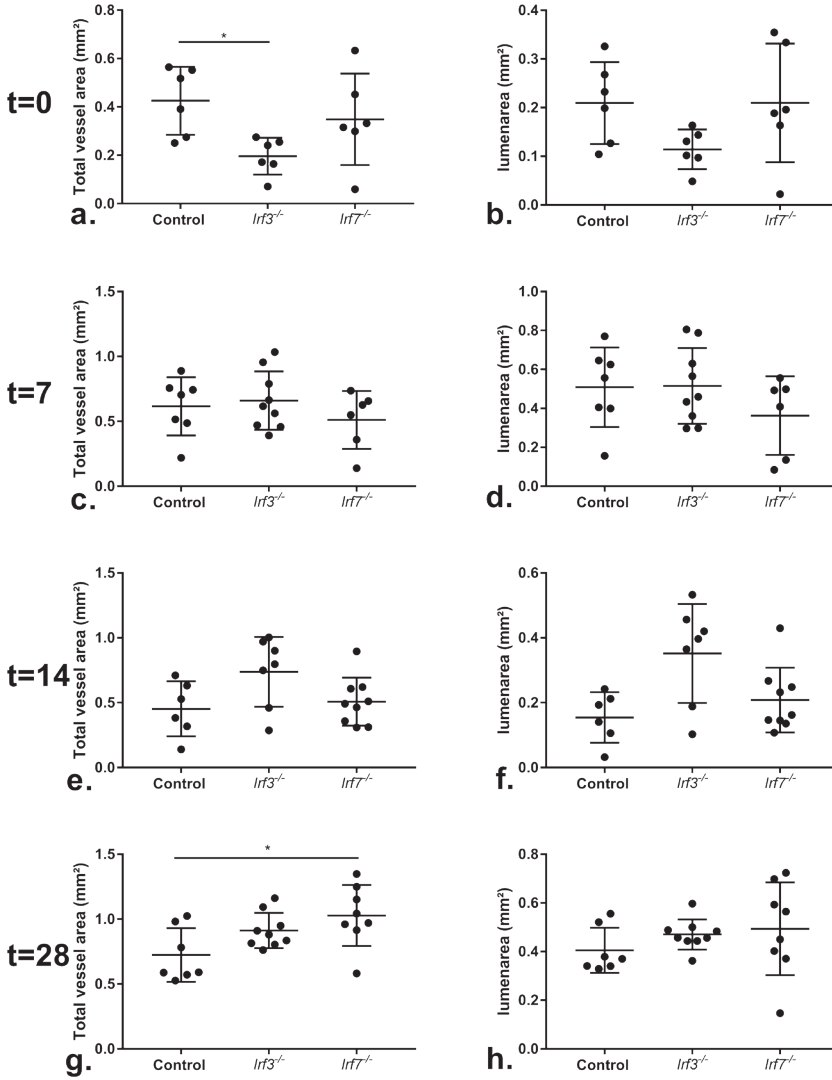 t=0
Total vessel area (mm²)
0.8
0.6
0.4
0.2
0.0
*
Control
Irf3-/-
Irf7-/-
a.
lumenarea (mm²)
0.4
0.3
0.2
0.1
0.0
Control
Irf3-/-
Irf7-/-
b.
t=7
Total vessel area (mm²)
1.5
1.0
0.5
0.0
Control
Irf3-/-
Irf7-/-
c.
lumenarea (mm²)
1.0
0.8
0.6
0.4
0.2
0.0
Control
Irf3-/-
Irf7-/-
d.
t=14
Total vessel area (mm²)
1.5
1.0
0.5
0.0
Control
Irf3-/-
Irf7-/-
e.
lumenarea (mm²)
0.6
0.4
0.2
0.0
Control
Irf3-/-
Irf7-/-
f.
t=28
Total vessel area (mm²)
1.5
1.0
0.5
0.0
*
Control
Irf3-/-
Irf7-/-
g.
lumenarea (mm²)
0.8
0.6
0.4
0.2
0.0
Control
Irf3-/-
Irf7-/-
h.